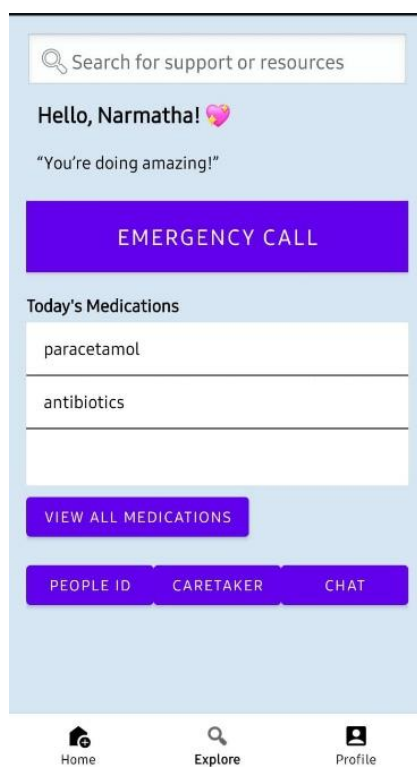 Search for support or resources
Hello, Narmatha! 💖
“You’re doing amazing!”
EMERGENCY CALL
Today's Medications
paracetamol
antibiotics
VIEW ALL MEDICATIONS
PEOPLE ID CARETAKER CHAT
Home Explore Profile